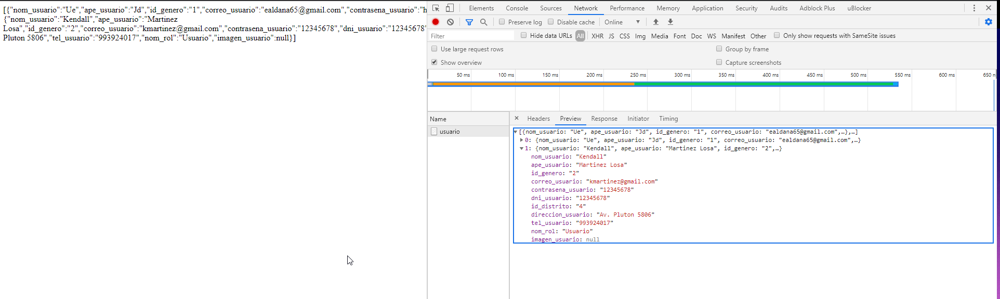 [{"nom_usuario":"Ue","ape_usuario":"Jd","id_genero":"1","correo_usuario":"ealdana65@gmail.com","contrasena_usuario":"h
{"nom_usuario":"Kendall","ape_usuario":"Martinez
Losa","id_genero":"2","correo_usuario":"kmartinez@gmail.com","contrasena_usuario":"12345678","dni_usuario":"12345678"
Pluton 5806","tel_usuario":"993924017","nom_rol":"Usuario","imagen_usuario":null}]
Elements Console Sources Network Performance Memory Application Security Audits Adblock Plus uBlocker
Preserve log Disable cache Online
Filter Hide data URLs All XHR JS CSS Img Media Font Doc WS Manifest Other Only show requests with SameSite issues
Use large request rows Group by frame
Show overview Capture screenshots
50 ms 100 ms 150 ms 200 ms 250 ms 300 ms 350 ms 400 ms 450 ms 500 ms 550 ms 600 ms 650 n
Name
usuario
Headers Preview Response Initiator Timing
[{nom_usuario: "Ue", ape_usuario: "Jd", id_genero: "1", correo_usuario: "ealdana65@gmail.com",…},…]
0: {nom_usuario: "Ue", ape_usuario: "Jd", id_genero: "1", correo_usuario: "ealdana65@gmail.com",…}
1: {nom_usuario: "Kendall", ape_usuario: "Martinez Losa", id_genero: "2",…}
nom_usuario: "Kendall"
ape_usuario: "Martinez Losa"
id_genero: "2"
correo_usuario: "kmartinez@gmail.com"
contrasena_usuario: "12345678"
dni_usuario: "12345678"
id_distrito: "4"
direccion_usuario: "Av. Pluton 5806"
tel_usuario: "993924017"
nom_rol: "Usuario"
imagen_usuario: null